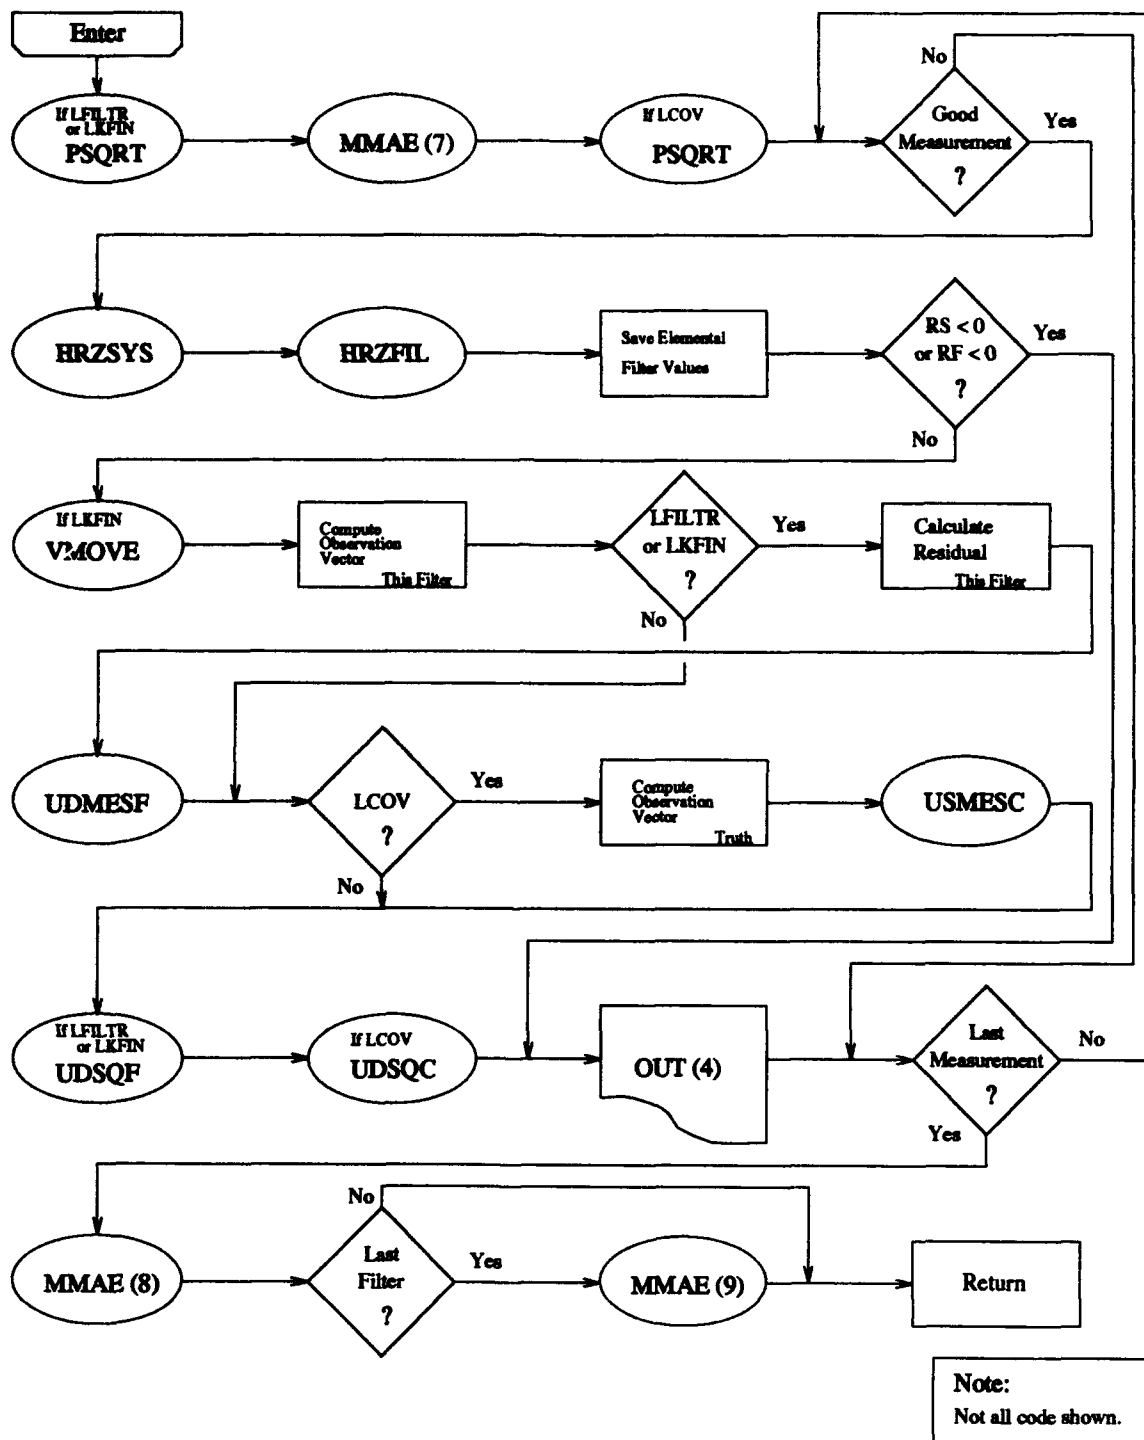 Enter
If LFILTR
or LKFIN
PSQRT
MMAE (7)
If LCOV
PSQRT
No
Good
Measurement
?
Yes
HRZSYS
HRZFIL
Save Elemental
Filter Values
RS < 0
or RF < 0
?
Yes
No
If LKFIN
VMOVE
Compute
Observation
Vector
This Filter
LFILTR
or LKFIN
?
Yes
No
Calculate
Residual
This Filter
UDMESF
LCOV
?
Yes
No
Compute
Observation
Vector
Truth
USMESC
If LFILTR
or LKFIN
UDSQF
If LCOV
UDSQC
OUT (4)
Last
Measurement
?
No
Yes
MMAE (8)
No
Last
Filter
?
Yes
MMAE (9)
Return
Note:
Not all code shown.